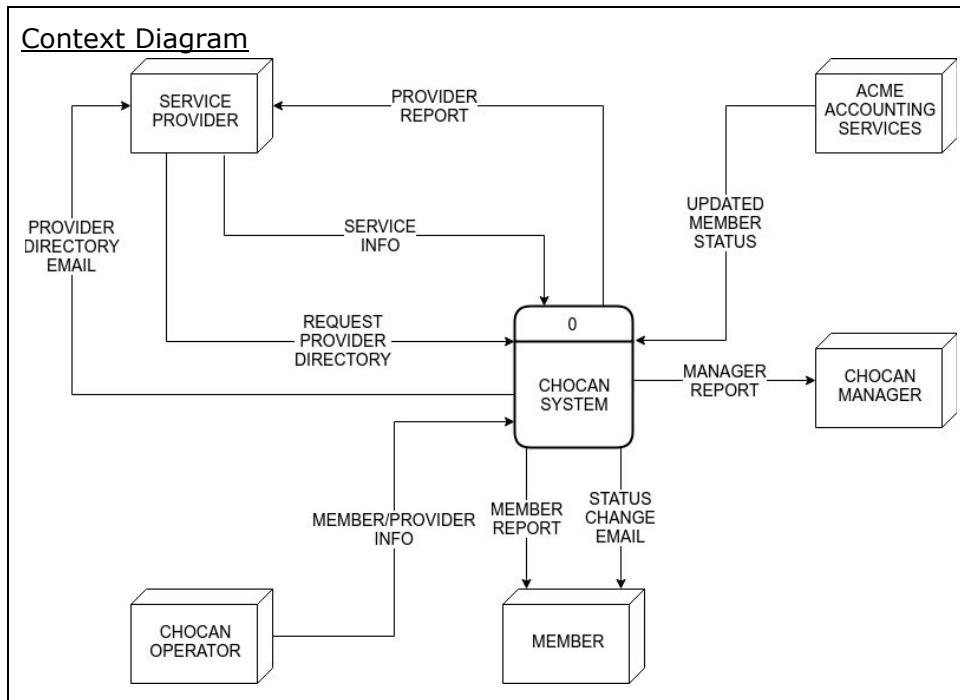 Context Diagram
SERVICE
PROVIDER
PROVIDER
REPORT
ACME
ACCOUNTING
SERVICES
PROVIDER
DIRECTORY
EMAIL
SERVICE
INFO
UPDATED
MEMBER
STATUS
REQUEST
PROVIDER
DIRECTORY
0
CHOCAN
SYSTEM
MANAGER
REPORT
CHOCAN
MANAGER
MEMBER/PROVIDER
INFO
MEMBER
REPORT
STATUS
CHANGE
EMAIL
CHOCAN
OPERATOR
MEMBER